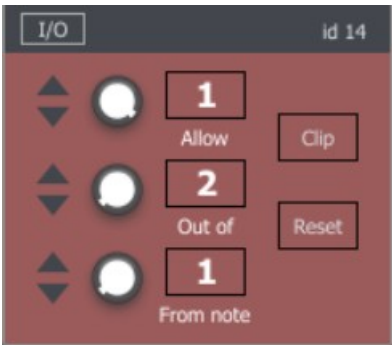 I/O id 14
1
Allow
Clip
2
Out of
Reset
1
From note